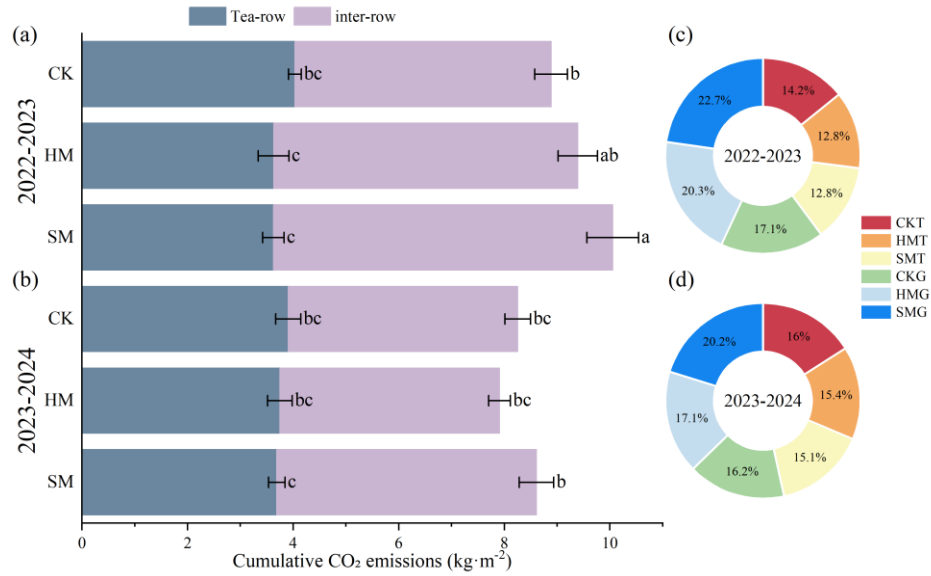 Tea-row inter-row
(a)
2022-2023
CK
bc
b
HM
c
ab
SM
c
a
(b)
2023-2024
CK
bc
bc
HM
bc
bc
SM
c
b
0 2 4 6 8 10
Cumulative CO₂ emissions (kg·m⁻²)
(c)
14.2%
12.8%
12.8%
17.1%
20.3%
22.7%
2022-2023
CKT
HMT
SMT
CKG
HMG
SMG
(d)
16%
15.4%
15.1%
16.2%
17.1%
20.2%
2023-2024